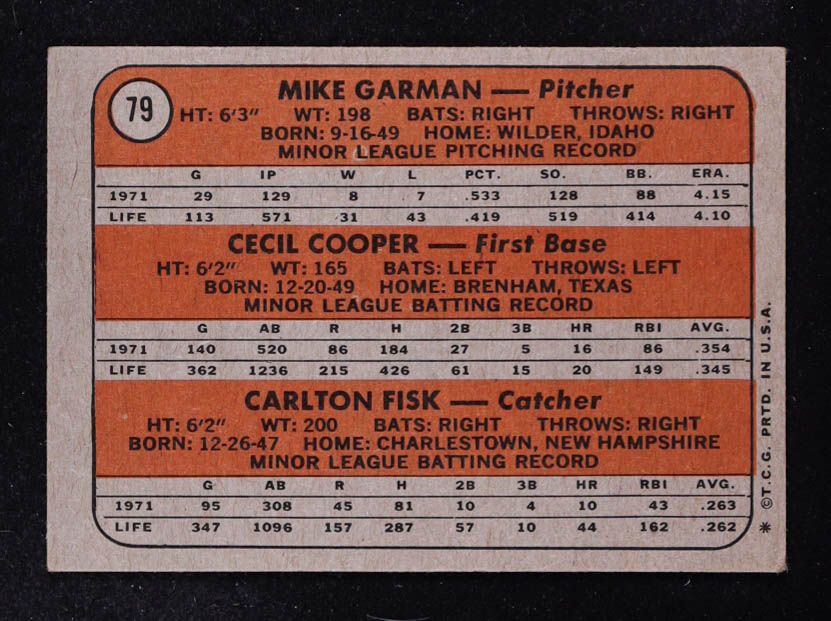 79
MIKE GARMAN — Pitcher
HT: 6'3" WT: 198 BATS: RIGHT THROWS: RIGHT
BORN: 9-16-49 HOME: WILDER, IDAHO
MINOR LEAGUE PITCHING RECORD
G IP W L PCT. SO. BB. ERA.
1971 29 129 8 7 .533 128 88 4.15
LIFE 113 571 31 43 .419 519 414 4.10
CECIL COOPER — First Base
HT: 6'2" WT: 165 BATS: LEFT THROWS: LEFT
BORN: 12-20-49 HOME: BRENHAM, TEXAS
MINOR LEAGUE BATTING RECORD
G AB R H 2B 3B HR RBI AVG.
1971 140 520 86 184 27 5 16 86 .354
LIFE 362 1236 215 426 61 15 20 149 .345
CARLTON FISK — Catcher
HT: 6'2" WT: 200 BATS: RIGHT THROWS: RIGHT
BORN: 12-26-47 HOME: CHARLESTOWN, NEW HAMPSHIRE
MINOR LEAGUE BATTING RECORD
G AB R H 2B 3B HR RBI AVG.
1971 95 308 45 81 10 4 10 43 .263
LIFE 347 1096 157 287 57 10 44 162 .262
* ©T.C.G. PRTD. IN U.S.A.